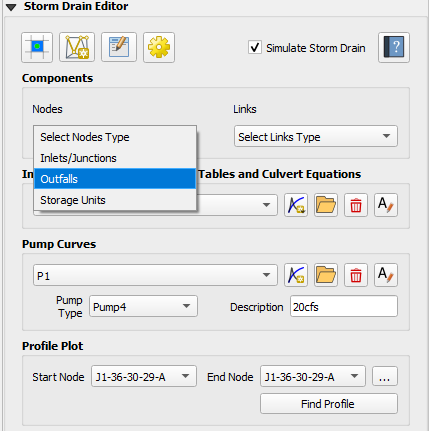 Storm Drain Editor
Simulate Storm Drain
?
Components
Nodes
Links
Select Nodes Type
Inlets/Junctions
Outfalls
Storage Units
Select Links Type
In
Tables and Culvert Equations
A
Pump Curves
P1
A
Pump Type
Pump4
Description
20cfs
Profile Plot
Start Node
J1-36-30-29-A
End Node
J1-36-30-29-A
...
Find Profile